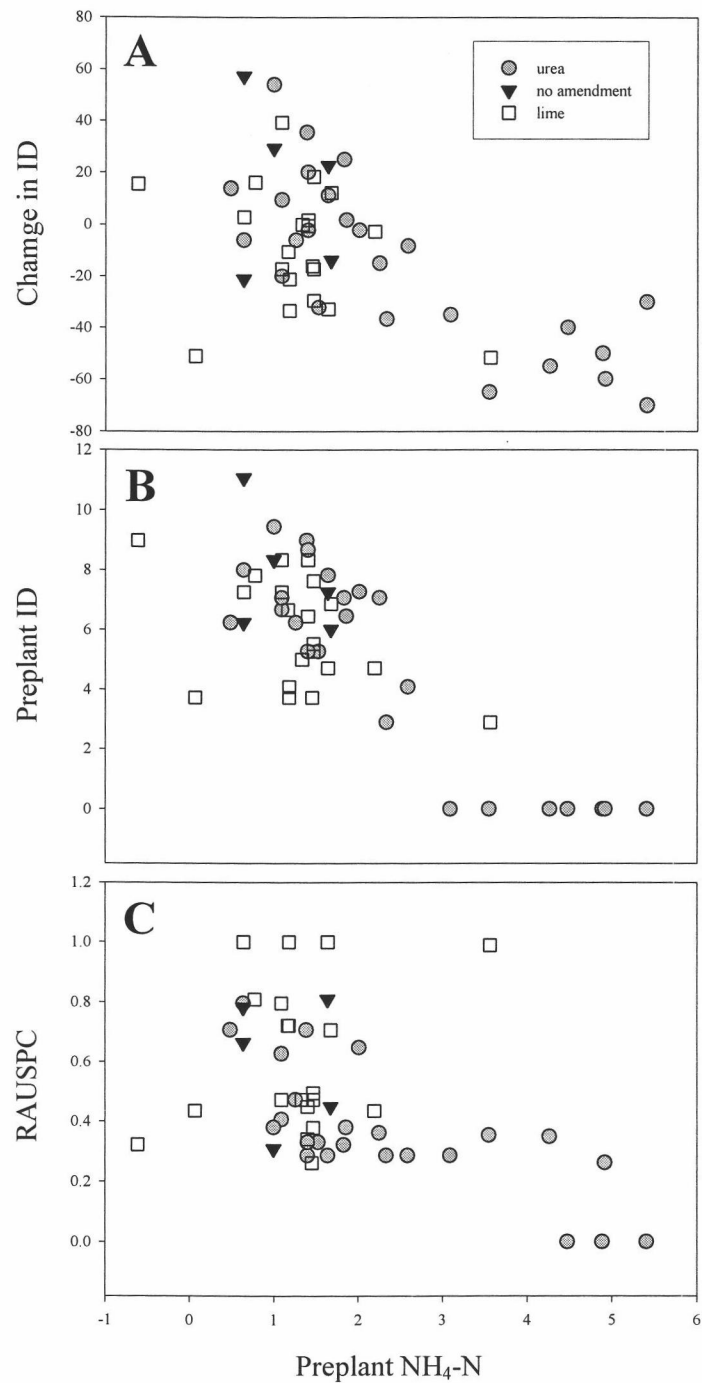 A
urea
no amendment
lime
Chamge in ID
80
60
40
20
0
-20
-40
-60
-80
B
Preplant ID
12
10
8
6
4
2
0
C
RAUSPC
1.2
1.0
0.8
0.6
0.4
0.2
0.0
-1 0 1 2 3 4 5 6
Preplant NH₄-N